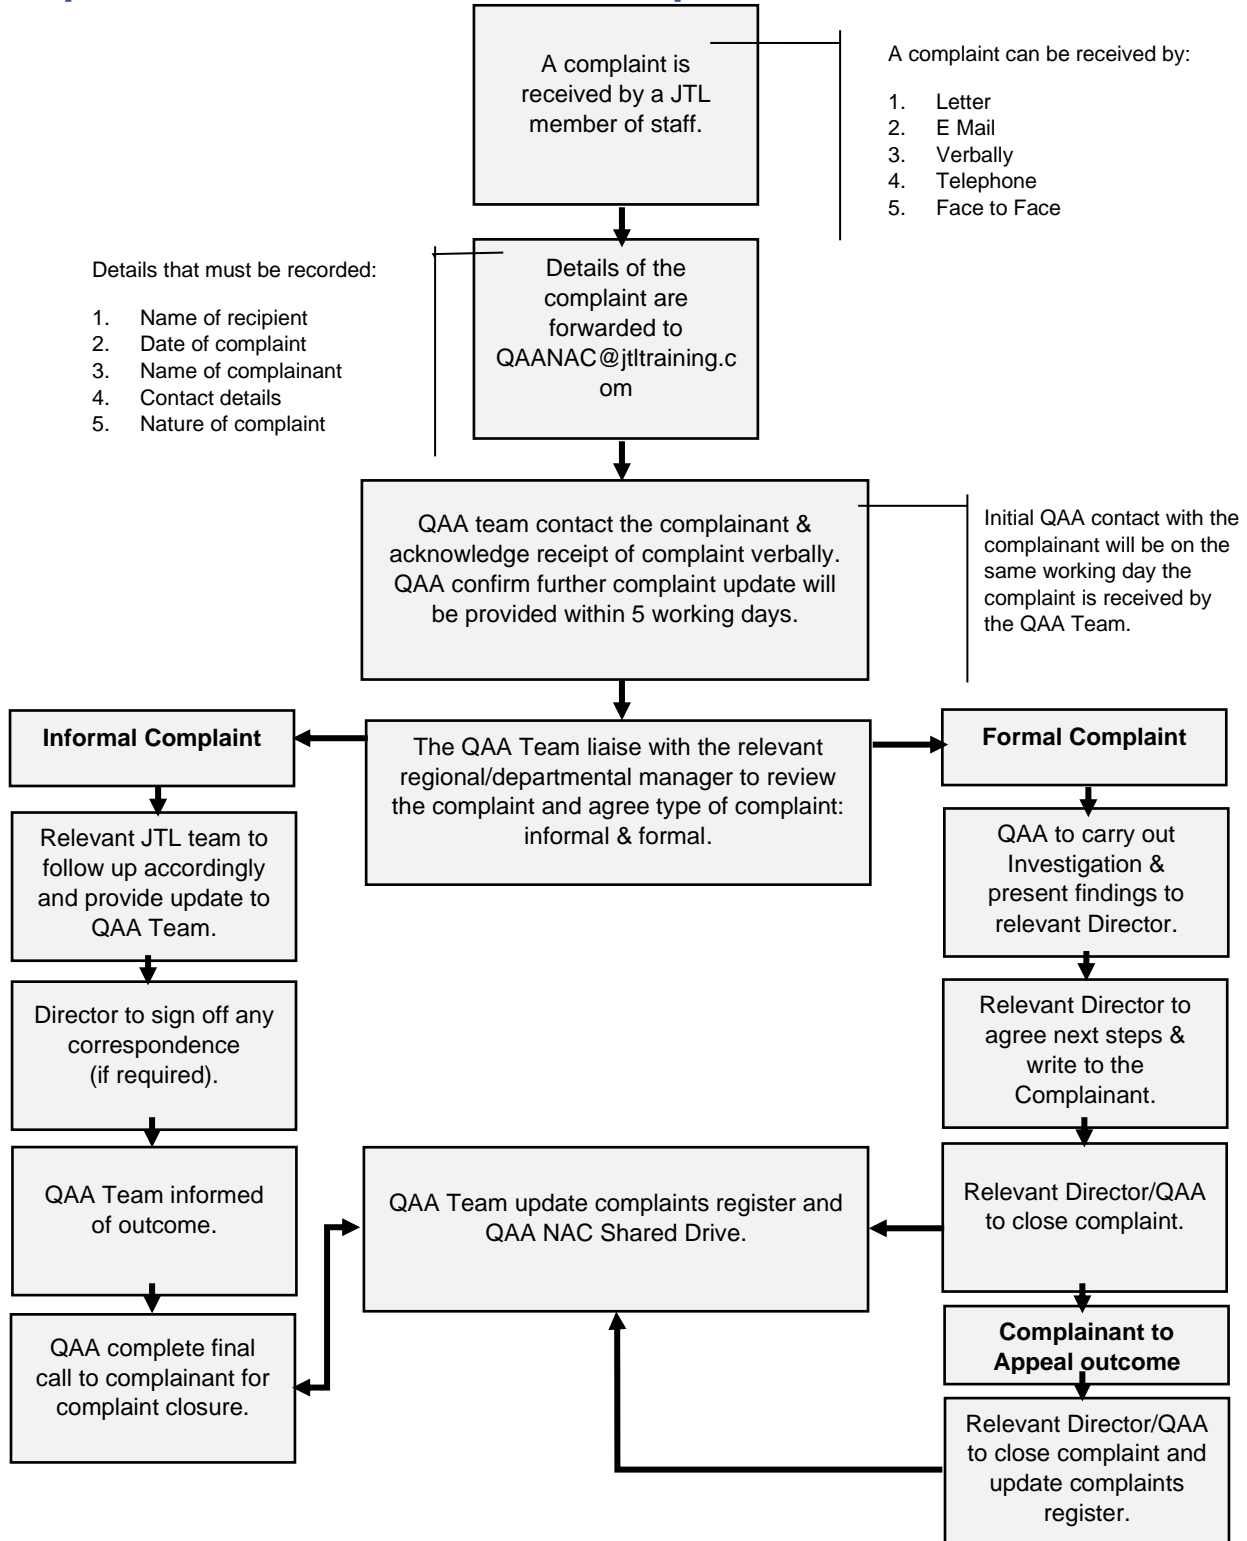 A complaint is
received by a JTL
member of staff.
A complaint can be received by:
1. Letter
2. E Mail
3. Verbally
4. Telephone
5. Face to Face
Details that must be recorded:
1. Name of recipient
2. Date of complaint
3. Name of complainant
4. Contact details
5. Nature of complaint
Details of the
complaint are
forwarded to
QAANAC@jtltraining.c
om
QAA team contact the complainant &
acknowledge receipt of complaint verbally.
QAA confirm further complaint update will
be provided within 5 working days.
Initial QAA contact with the
complainant will be on the
same working day the
complaint is received by
the QAA Team.
The QAA Team liaise with the relevant
regional/departmental manager to review
the complaint and agree type of complaint:
informal & formal.
Informal Complaint
Relevant JTL team to
follow up accordingly
and provide update to
QAA Team.
Director to sign off any
correspondence
(if required).
QAA Team informed
of outcome.
QAA complete final
call to complainant for
complaint closure.
Formal Complaint
QAA to carry out
Investigation &
present findings to
relevant Director.
Relevant Director to
agree next steps &
write to the
Complainant.
Relevant Director/QAA
to close complaint.
Complainant to
Appeal outcome
Relevant Director/QAA
to close complaint and
update complaints
register.
QAA Team update complaints register and
QAA NAC Shared Drive.